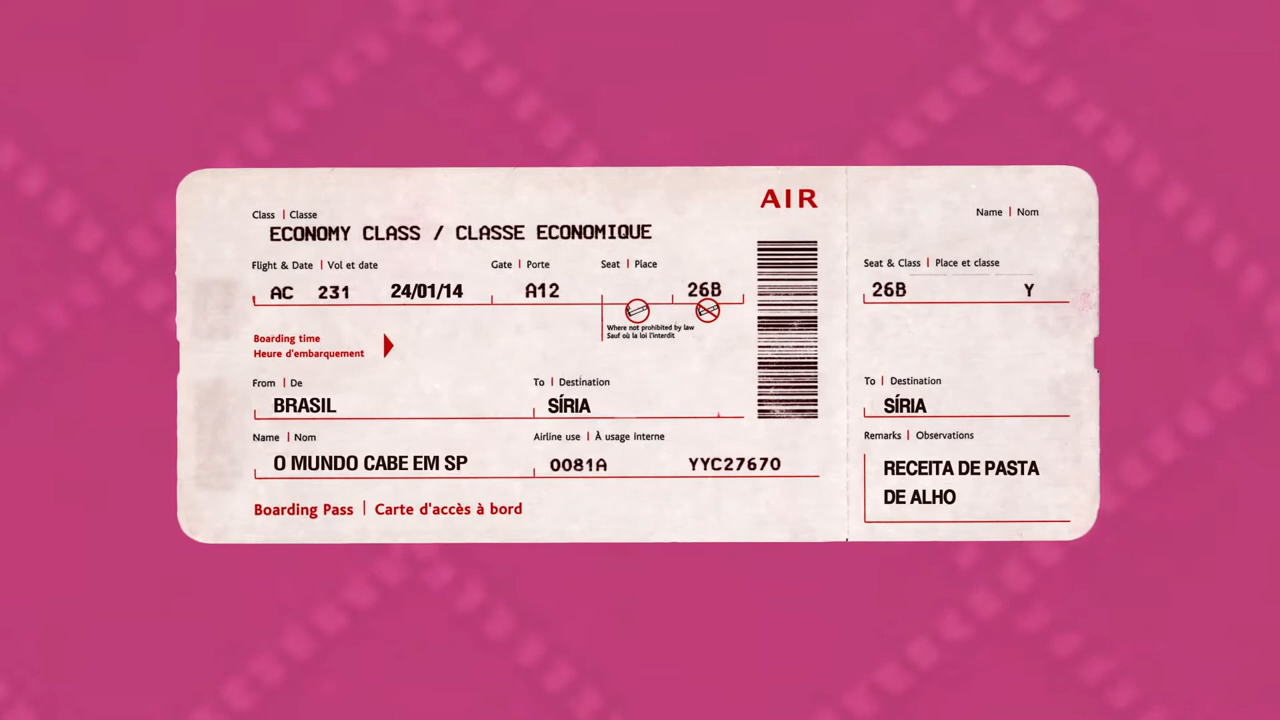 AIR
Class | Classe
ECONOMY CLASS / CLASSE ECONOMIQUE
Flight & Date | Vol et date
Gate | Porte
Seat | Place
AC 231 24/01/14 A12 26B
Where not prohibited by law
Sauf où la loi l'interdit
Boarding time
Heure d'embarquement
From | De
To | Destination
BRASIL
SÍRIA
Name | Nom
Airline use | À usage interne
O MUNDO CABE EM SP
0081A YYC27670
Boarding Pass | Carte d'accès à bord
Name | Nom
Seat & Class | Place et classe
26B Y
To | Destination
SÍRIA
Remarks | Observations
RECEITA DE PASTA
DE ALHO